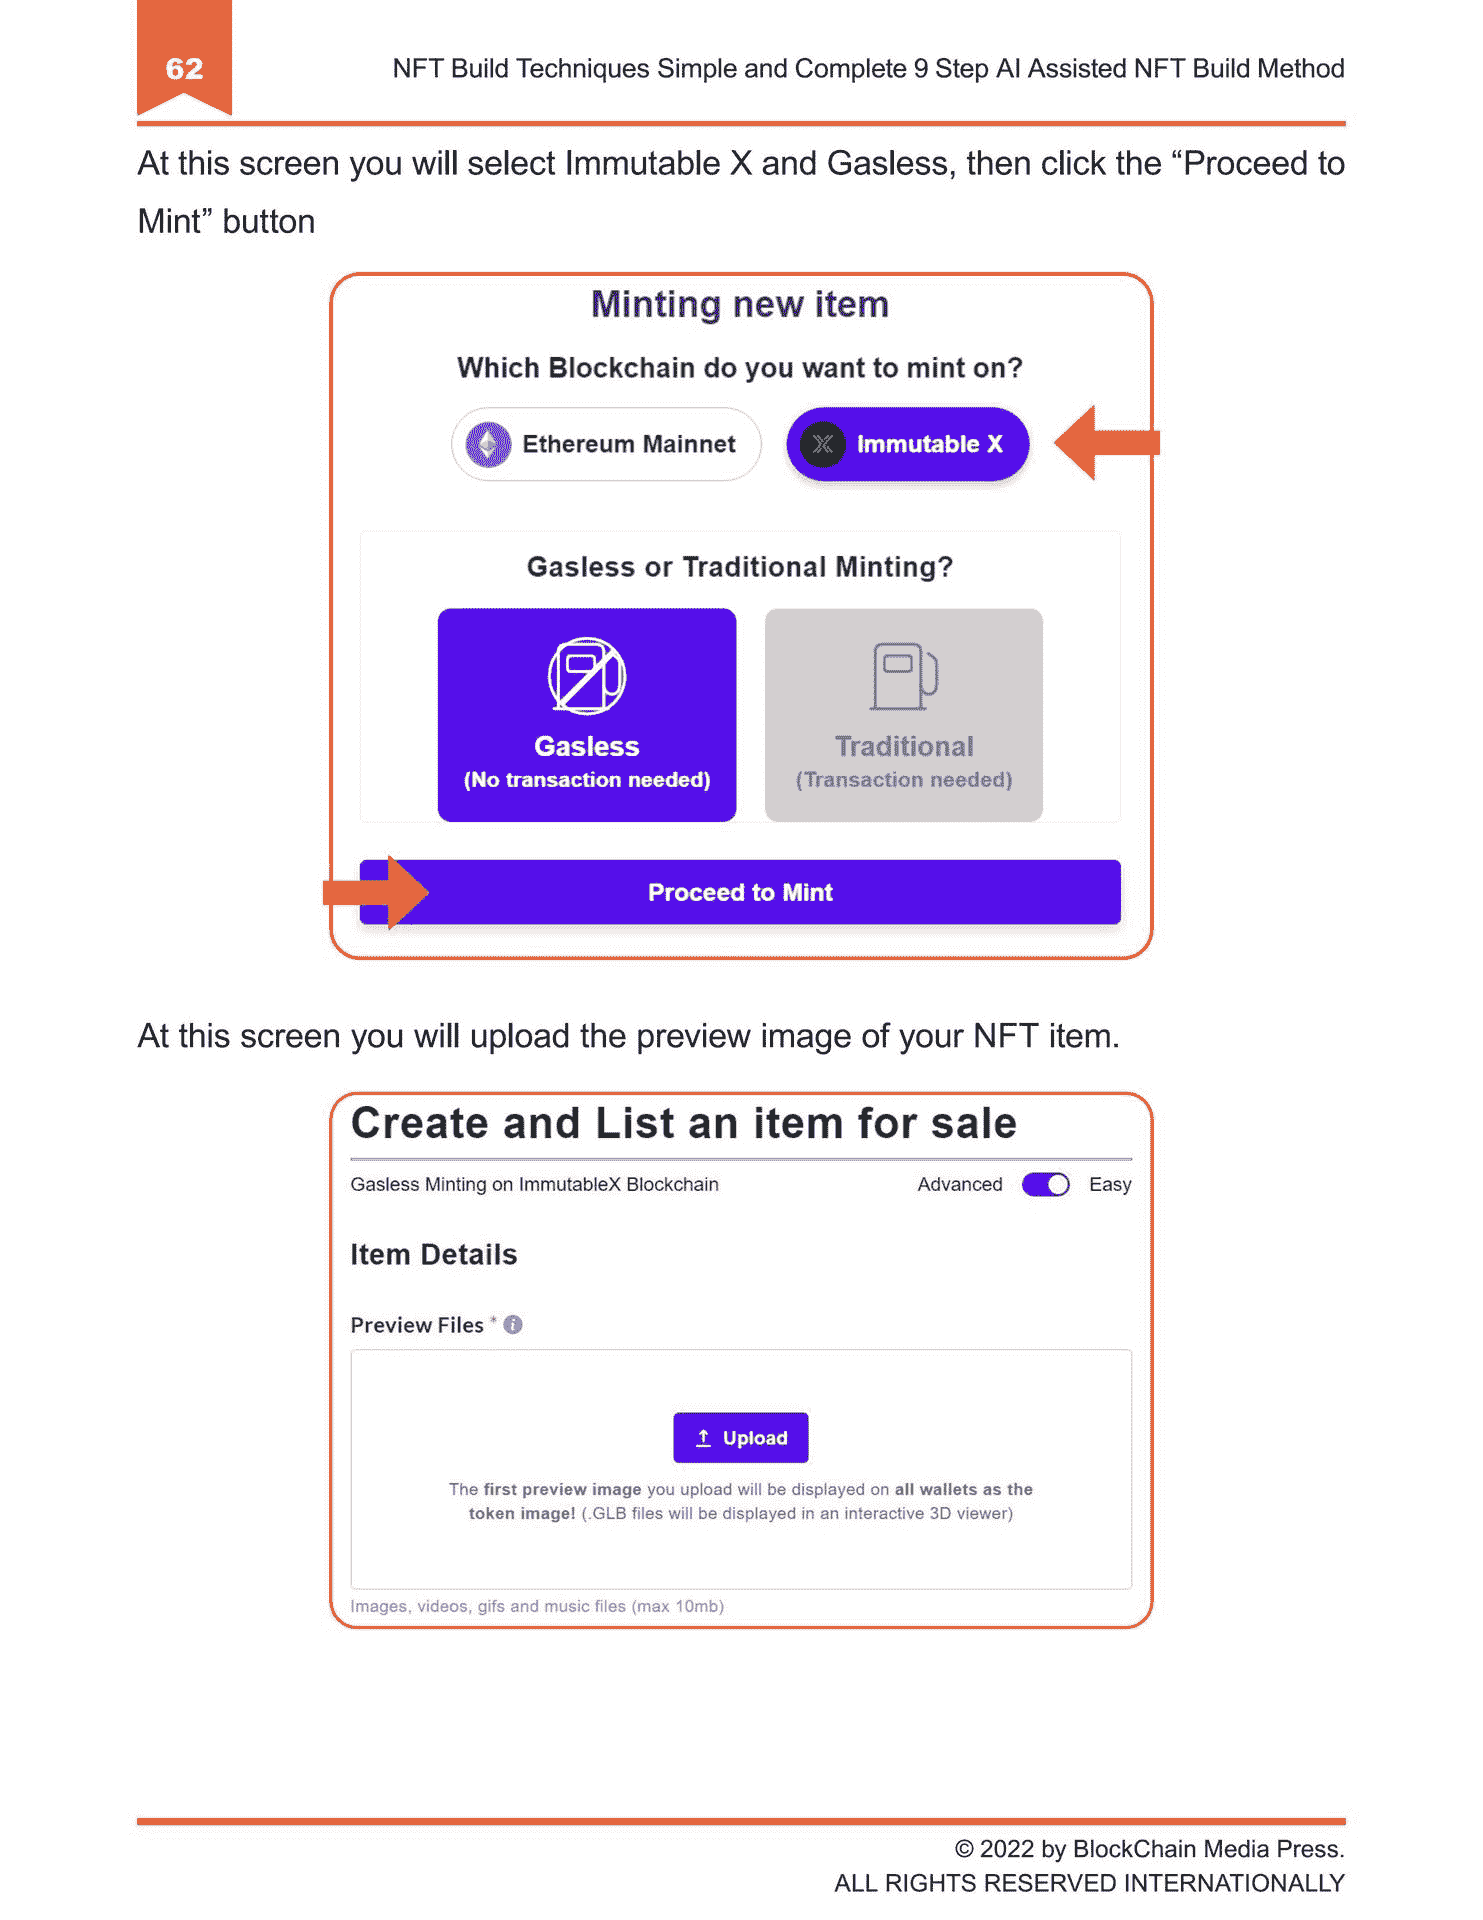 62
NFT Build Techniques Simple and Complete 9 Step AI Assisted NFT Build Method
At this screen you will select Immutable X and Gasless, then click the “Proceed to
Mint” button
Minting new item
Which Blockchain do you want to mint on?
Ethereum Mainnet
Immutable X
Gasless or Traditional Minting?
Gasless
(No transaction needed)
Traditional
(Transaction needed)
Proceed to Mint
At this screen you will upload the preview image of your NFT item.
Create and List an item for sale
Gasless Minting on ImmutableX Blockchain
Advanced
Easy
Item Details
Preview Files *
Upload
The first preview image you upload will be displayed on all wallets as the
token image! (.GLB files will be displayed in an interactive 3D viewer)
Images, videos, gifs and music files (max 10mb)
© 2022 by BlockChain Media Press.
ALL RIGHTS RESERVED INTERNATIONALLY